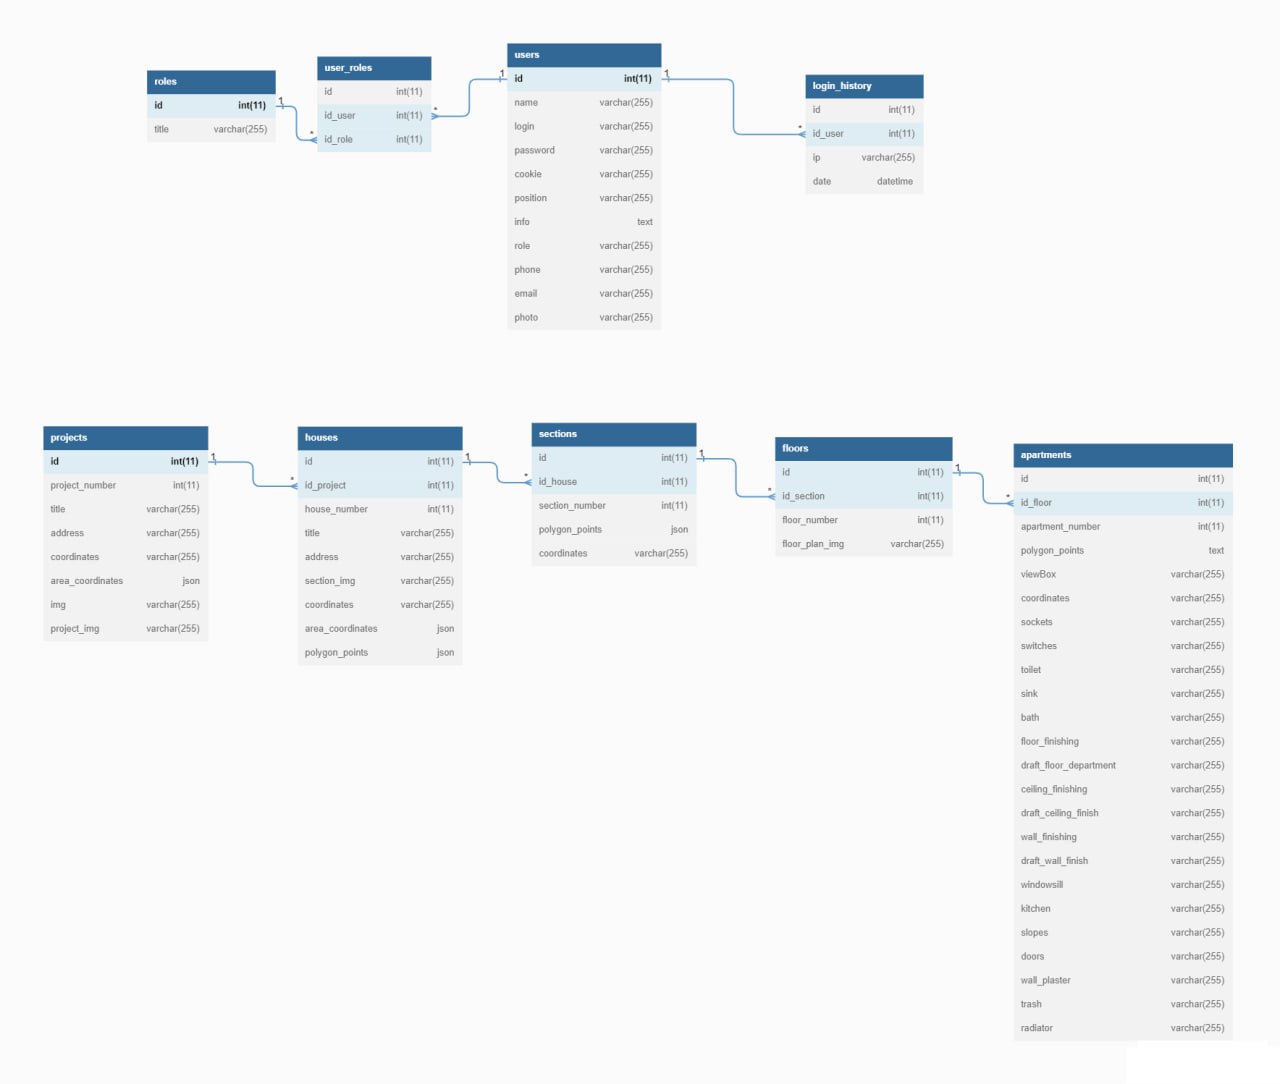 roles
id int(11)
title varchar(255)
1
*
user_roles
id int(11)
id_user int(11)
id_role int(11)
*
1
users
id int(11)
name varchar(255)
login varchar(255)
password varchar(255)
cookie varchar(255)
position varchar(255)
info text
role varchar(255)
phone varchar(255)
email varchar(255)
photo varchar(255)
1
*
login_history
id int(11)
id_user int(11)
ip varchar(255)
date datetime
projects
id int(11)
project_number int(11)
title varchar(255)
address varchar(255)
coordinates varchar(255)
area_coordinates json
img varchar(255)
project_img varchar(255)
1
*
houses
id int(11)
id_project int(11)
house_number int(11)
title varchar(255)
address varchar(255)
section_img varchar(255)
coordinates varchar(255)
area_coordinates json
polygon_points json
1
*
sections
id int(11)
id_house int(11)
section_number int(11)
polygon_points json
coordinates varchar(255)
1
*
floors
id int(11)
id_section int(11)
floor_number int(11)
floor_plan_img varchar(255)
1
*
apartments
id int(11)
id_floor int(11)
apartment_number int(11)
polygon_points text
viewBox varchar(255)
coordinates varchar(255)
sockets varchar(255)
switches varchar(255)
toilet varchar(255)
sink varchar(255)
bath varchar(255)
floor_finishing varchar(255)
draft_floor_department varchar(255)
ceiling_finishing varchar(255)
draft_ceiling_finish varchar(255)
wall_finishing varchar(255)
draft_wall_finish varchar(255)
windowsill varchar(255)
kitchen varchar(255)
slopes varchar(255)
doors varchar(255)
wall_plaster varchar(255)
trash varchar(255)
radiator varchar(255)